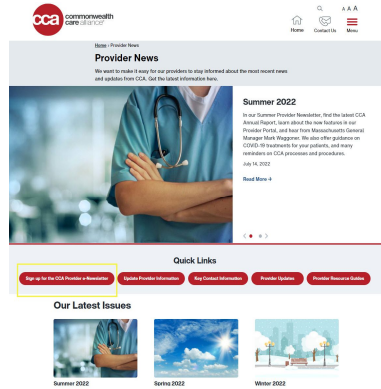 cca commonwealth
care alliance
A A A
Home
Contact Us
Menu
Home › Provider News
Provider News
We want to make it easy for our providers to stay informed about the most recent news
and updates from CCA. Get the latest information here.
Summer 2022
In our Summer Provider Newsletter, find the latest CCA
Annual Report, learn about the new features in our
Provider Portal, and hear from Massachusetts General
Manager Mark Waggoner. We also offer guidance on
COVID-19 treatments for your patients, and many
reminders on CCA processes and procedures.
July 14, 2022
Read More
Quick Links
Sign up for the CCA Provider e-Newsletter
Update Provider Information
Key Contact Information
Provider Updates
Provider Resource Guides
Our Latest Issues
Summer 2022
Spring 2022
Winter 2022